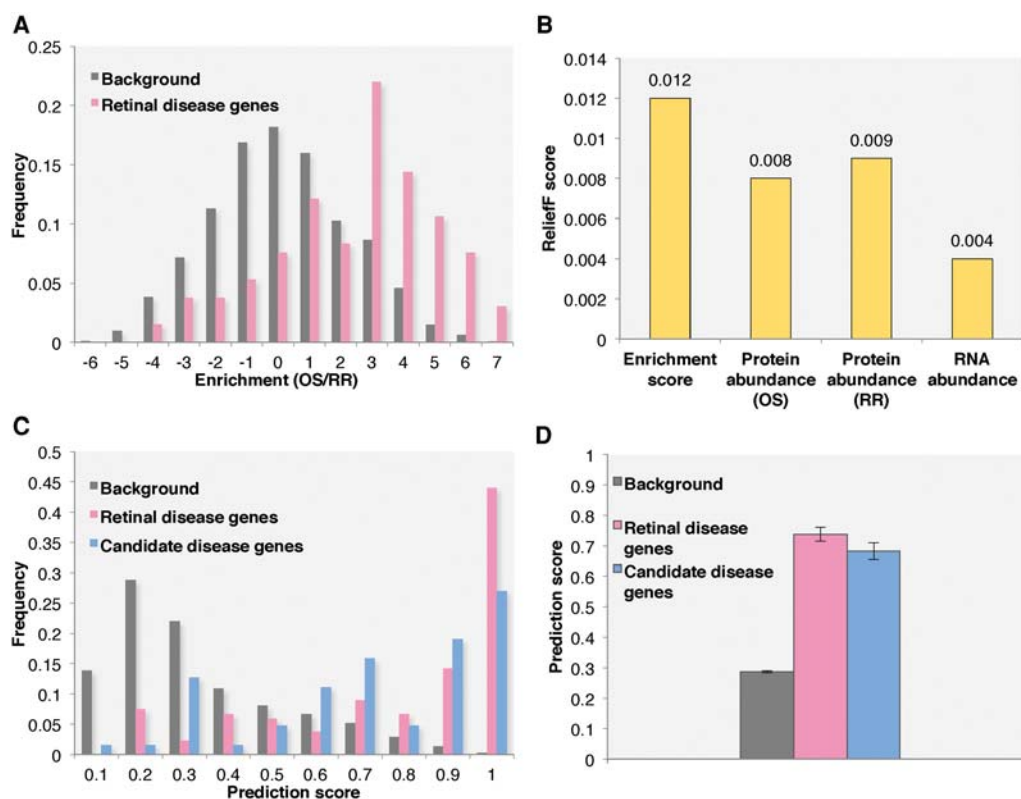 A
0.25
0.2
0.15
0.1
0.05
0
Frequency
Background
Retinal disease genes
-6 -5 -4 -3 -2 -1 0 1 2 3 4 5 6 7
Enrichment (OS/RR)
B
0.014
0.012
0.01
0.008
0.006
0.004
0.002
0
ReliefF score
0.012
0.008
0.009
0.004
Enrichment
score
Protein
abundance
(OS)
Protein
abundance
(RR)
RNA
abundance
C
0.5
0.45
0.4
0.35
0.3
0.25
0.2
0.15
0.1
0.05
0
Frequency
Background
Retinal disease genes
Candidate disease genes
0.1 0.2 0.3 0.4 0.5 0.6 0.7 0.8 0.9 1
Prediction score
D
1
0.9
0.8
0.7
0.6
0.5
0.4
0.3
0.2
0.1
0
Prediction score
Background
Retinal disease
genes
Candidate disease
genes